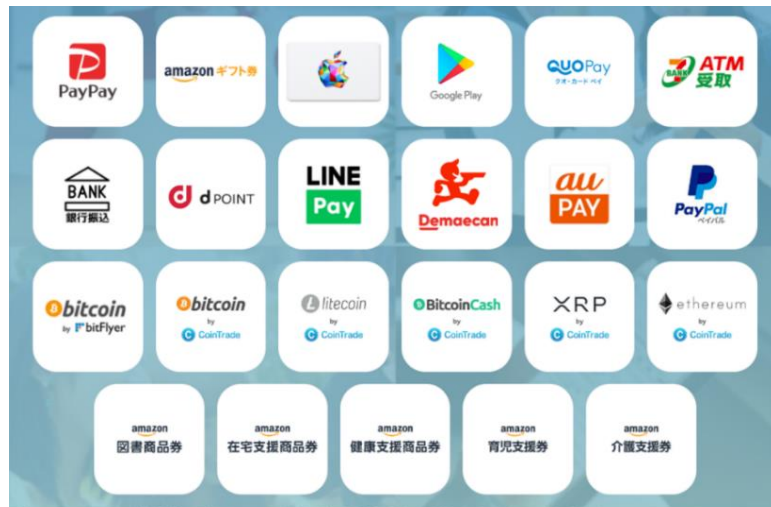 PayPay
amazon ギフト券
Google Play
QUOPay
クオ・カード ペイ
BANK
ATM
受取
BANK
銀行振込
d POINT
LINE
Pay
Demaecan
au
PAY
PayPal
ペイパル
bitcoin
by bitFlyer
bitcoin
by
CoinTrade
litecoin
by
CoinTrade
BitcoinCash
by
CoinTrade
XRP
by
CoinTrade
ethereum
by
CoinTrade
amazon
図書商品券
amazon
在宅支援商品券
amazon
健康支援商品券
amazon
育児支援券
amazon
介護支援券